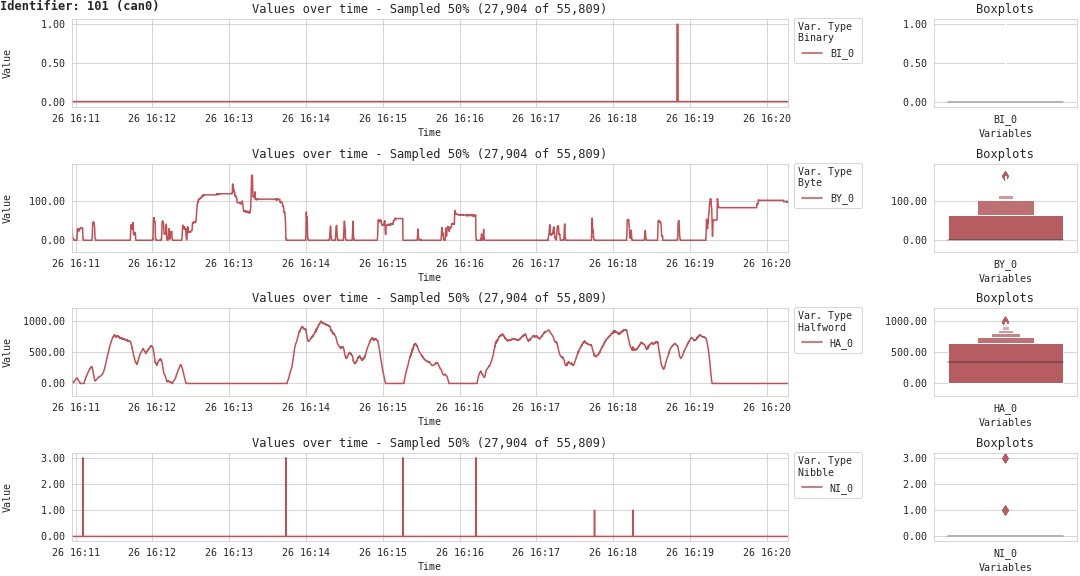 Identifier: 101 (can0)
Values over time - Sampled 50% (27,904 of 55,809)
Boxplots
Value
1.00
0.50
0.00
26 16:11 26 16:12 26 16:13 26 16:14 26 16:15 26 16:16 26 16:17 26 16:18 26 16:19 26 16:20
Time
Var. Type
Binary
BI_0
1.00
0.50
0.00
BI_0
Variables
Values over time - Sampled 50% (27,904 of 55,809)
Boxplots
Value
100.00
0.00
26 16:11 26 16:12 26 16:13 26 16:14 26 16:15 26 16:16 26 16:17 26 16:18 26 16:19 26 16:20
Time
Var. Type
Byte
BY_0
100.00
0.00
BY_0
Variables
Values over time - Sampled 50% (27,904 of 55,809)
Boxplots
Value
1000.00
500.00
0.00
26 16:11 26 16:12 26 16:13 26 16:14 26 16:15 26 16:16 26 16:17 26 16:18 26 16:19 26 16:20
Time
Var. Type
Halfword
HA_0
1000.00
500.00
0.00
HA_0
Variables
Values over time - Sampled 50% (27,904 of 55,809)
Boxplots
Value
3.00
2.00
1.00
0.00
26 16:11 26 16:12 26 16:13 26 16:14 26 16:15 26 16:16 26 16:17 26 16:18 26 16:19 26 16:20
Time
Var. Type
Nibble
NI_0
3.00
2.00
1.00
0.00
NI_0
Variables